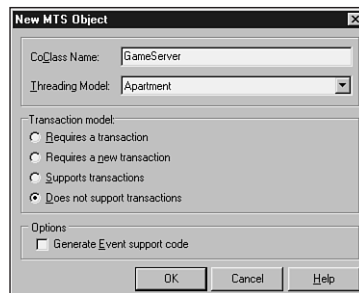 New MTS Object
CoClass Name: GameServer
Threading Model: Apartment
Transaction model:
Requires a transaction
Requires a new transaction
Supports transactions
Does not support transactions
Options
Generate Event support code
OK Cancel Help